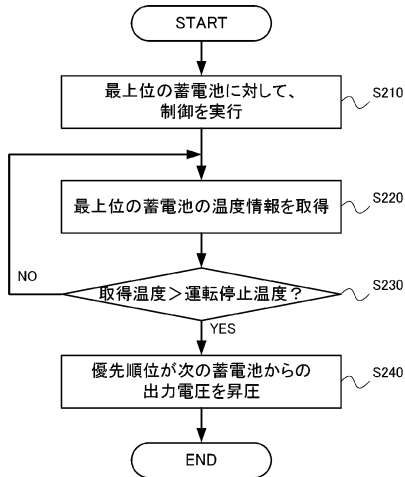 START
最上位の蓄電池に対して、
制御を実行
S210
最上位の蓄電池の温度情報を取得
S220
取得温度＞運転停止温度？
S230
NO
YES
優先順位が次の蓄電池からの
出力電圧を昇圧
S240
END